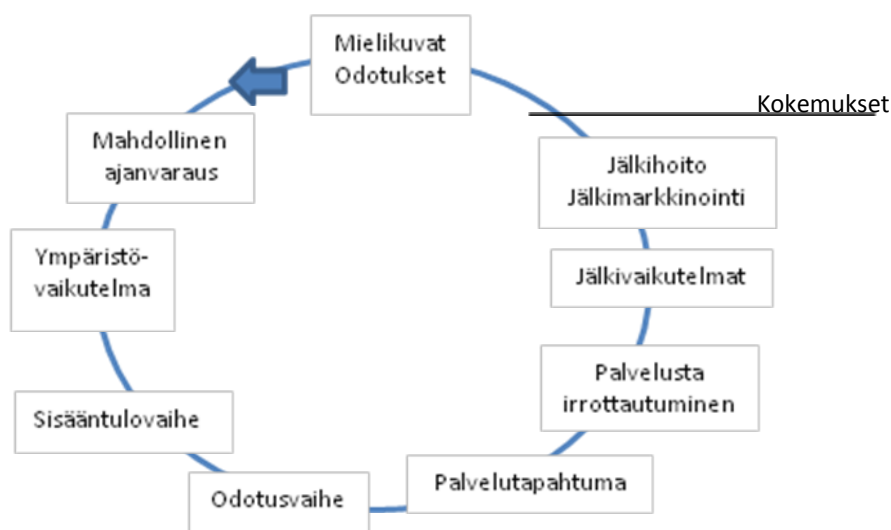 Mielikuvat
Odotukset
Kokemukset
Mahdollinen
ajanvaraus
Jälkihoito
Jälkimarkkinointi
Ympäristö-
vaikutelma
Jälkivaikutelmat
Palvelusta
irrottautuminen
Sisääntulovaihe
Palvelutapahtuma
Odotusvaihe